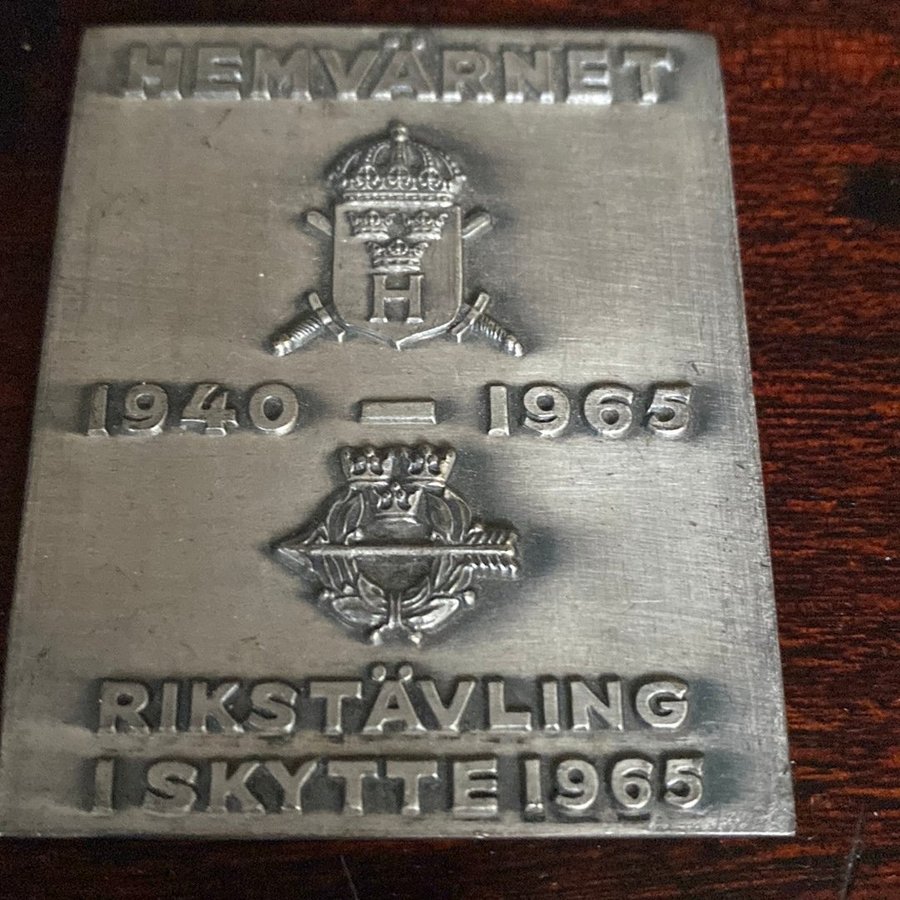 HEMVÄRNET
H
1940 – 1965
RIKSTÄVLING
I SKYTTE 1965